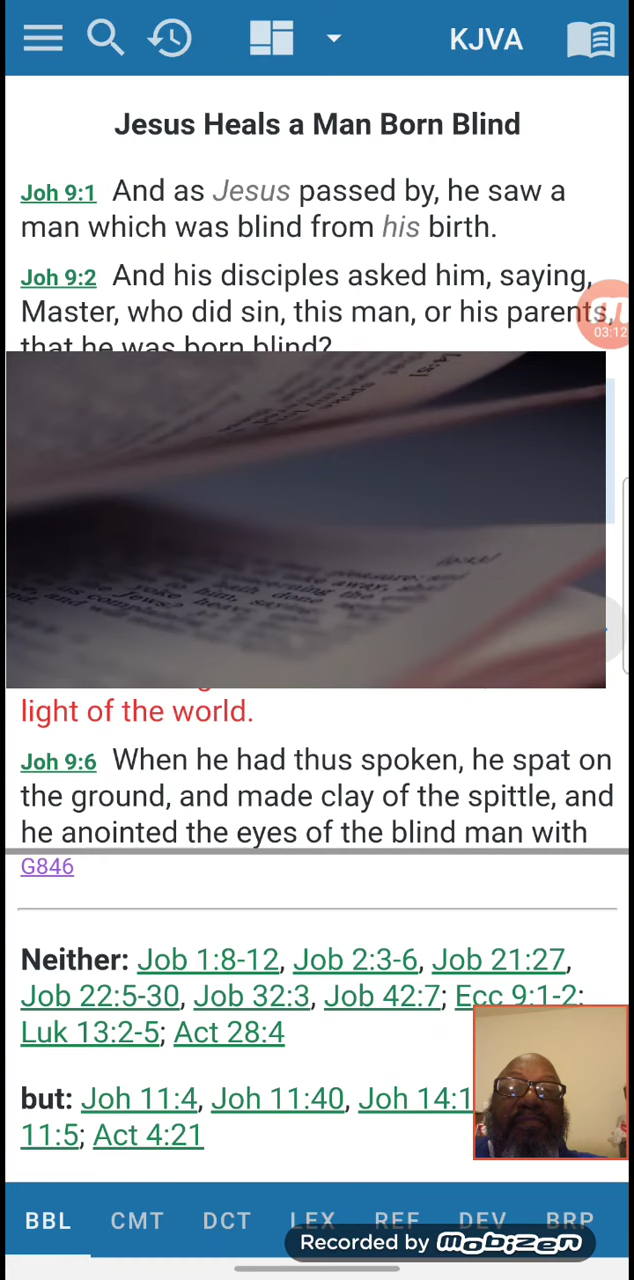 KJVA
Jesus Heals a Man Born Blind
Joh 9:1 And as Jesus passed by, he saw a
man which was blind from his birth.
Joh 9:2 And his disciples asked him, saying,
Master, who did sin, this man, or his parents,
03:12
that he was born blind?
light of the world.
Joh 9:6 When he had thus spoken, he spat on
the ground, and made clay of the spittle, and
he anointed the eyes of the blind man with
G846
Neither: Job 1:8-12, Job 2:3-6, Job 21:27,
Job 22:5-30, Job 32:3, Job 42:7; Ecc 9:1-2;
Luk 13:2-5; Act 28:4
but: Joh 11:4, Joh 11:40, Joh 14:1
11:5; Act 4:21
BBL CMT DCT LEX REF DEV BRP
Recorded by mobizen